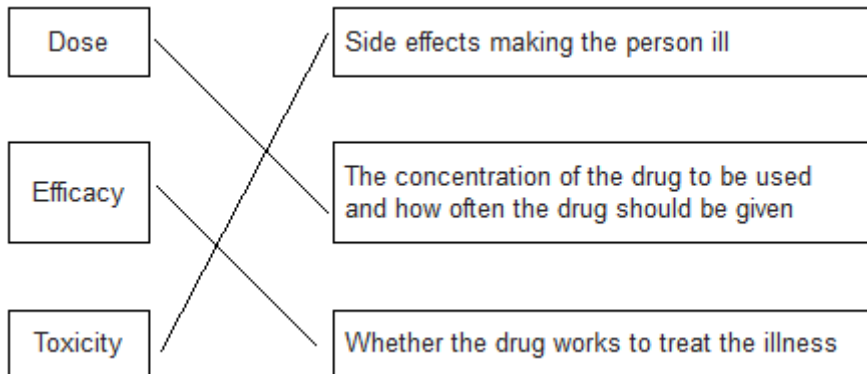 Dose
Side effects making the person ill
Efficacy
The concentration of the drug to be used
and how often the drug should be given
Toxicity
Whether the drug works to treat the illness